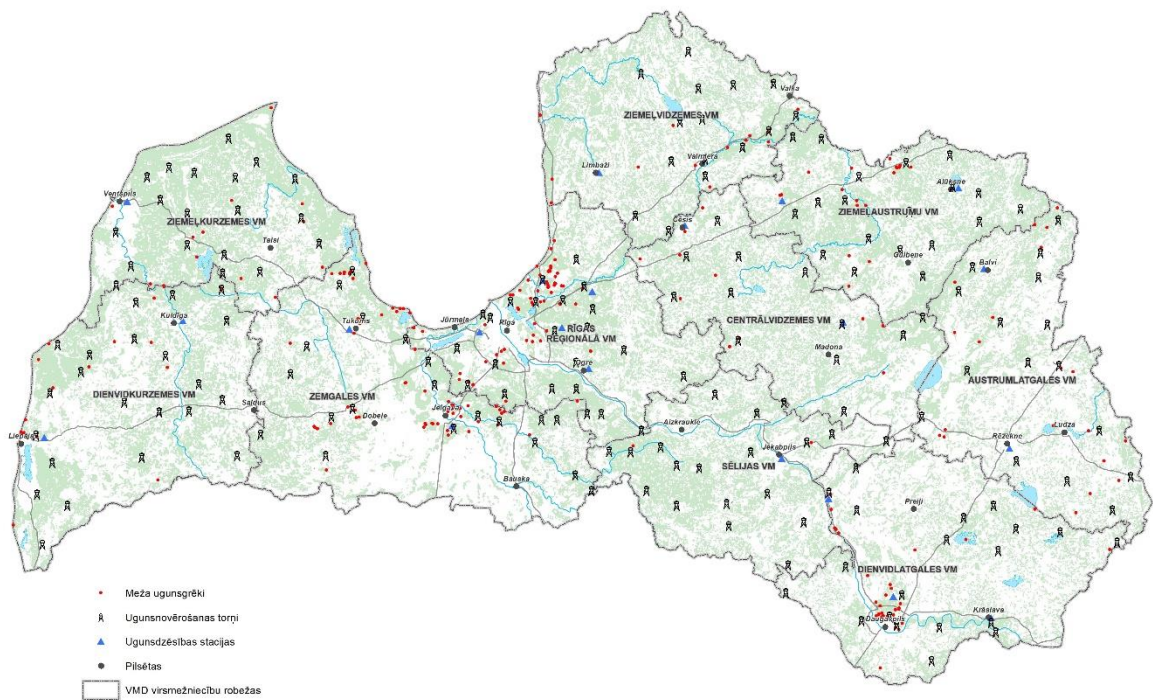 Valka
ZIEMEĻVIDZEMES VM
Limbaži
Valmiera
Alūksne
Ventspils
Cēsis
ZIEMEĻAUSTRUMU VM
ZIEMEĻKURZEMES VM
Talsi
Gulbene
Balvi
Kuldīga
Tukums
Jūrmala
Rīga
RĪGAS
REĢIONĀLĀ VM
CENTRĀLVIDZEMES VM
Madona
Ogre
AUSTRUMLATGALES VM
DIENVIDKURZEMES VM
ZEMGALES VM
Saldus
Dobele
Jelgava
Aizkraukle
Ludza
Rēzekne
Liepāja
Jēkabpils
SĒLIJAS VM
Bauska
Preiļi
DIENVIDLATGALES VM
Krāslava
Daugavpils
Meža ugunsgrēki
Ugunsnovērošanas torņi
Ugunsdzēsības stacijas
Pilsētas
VMD virsmežniecību robežas